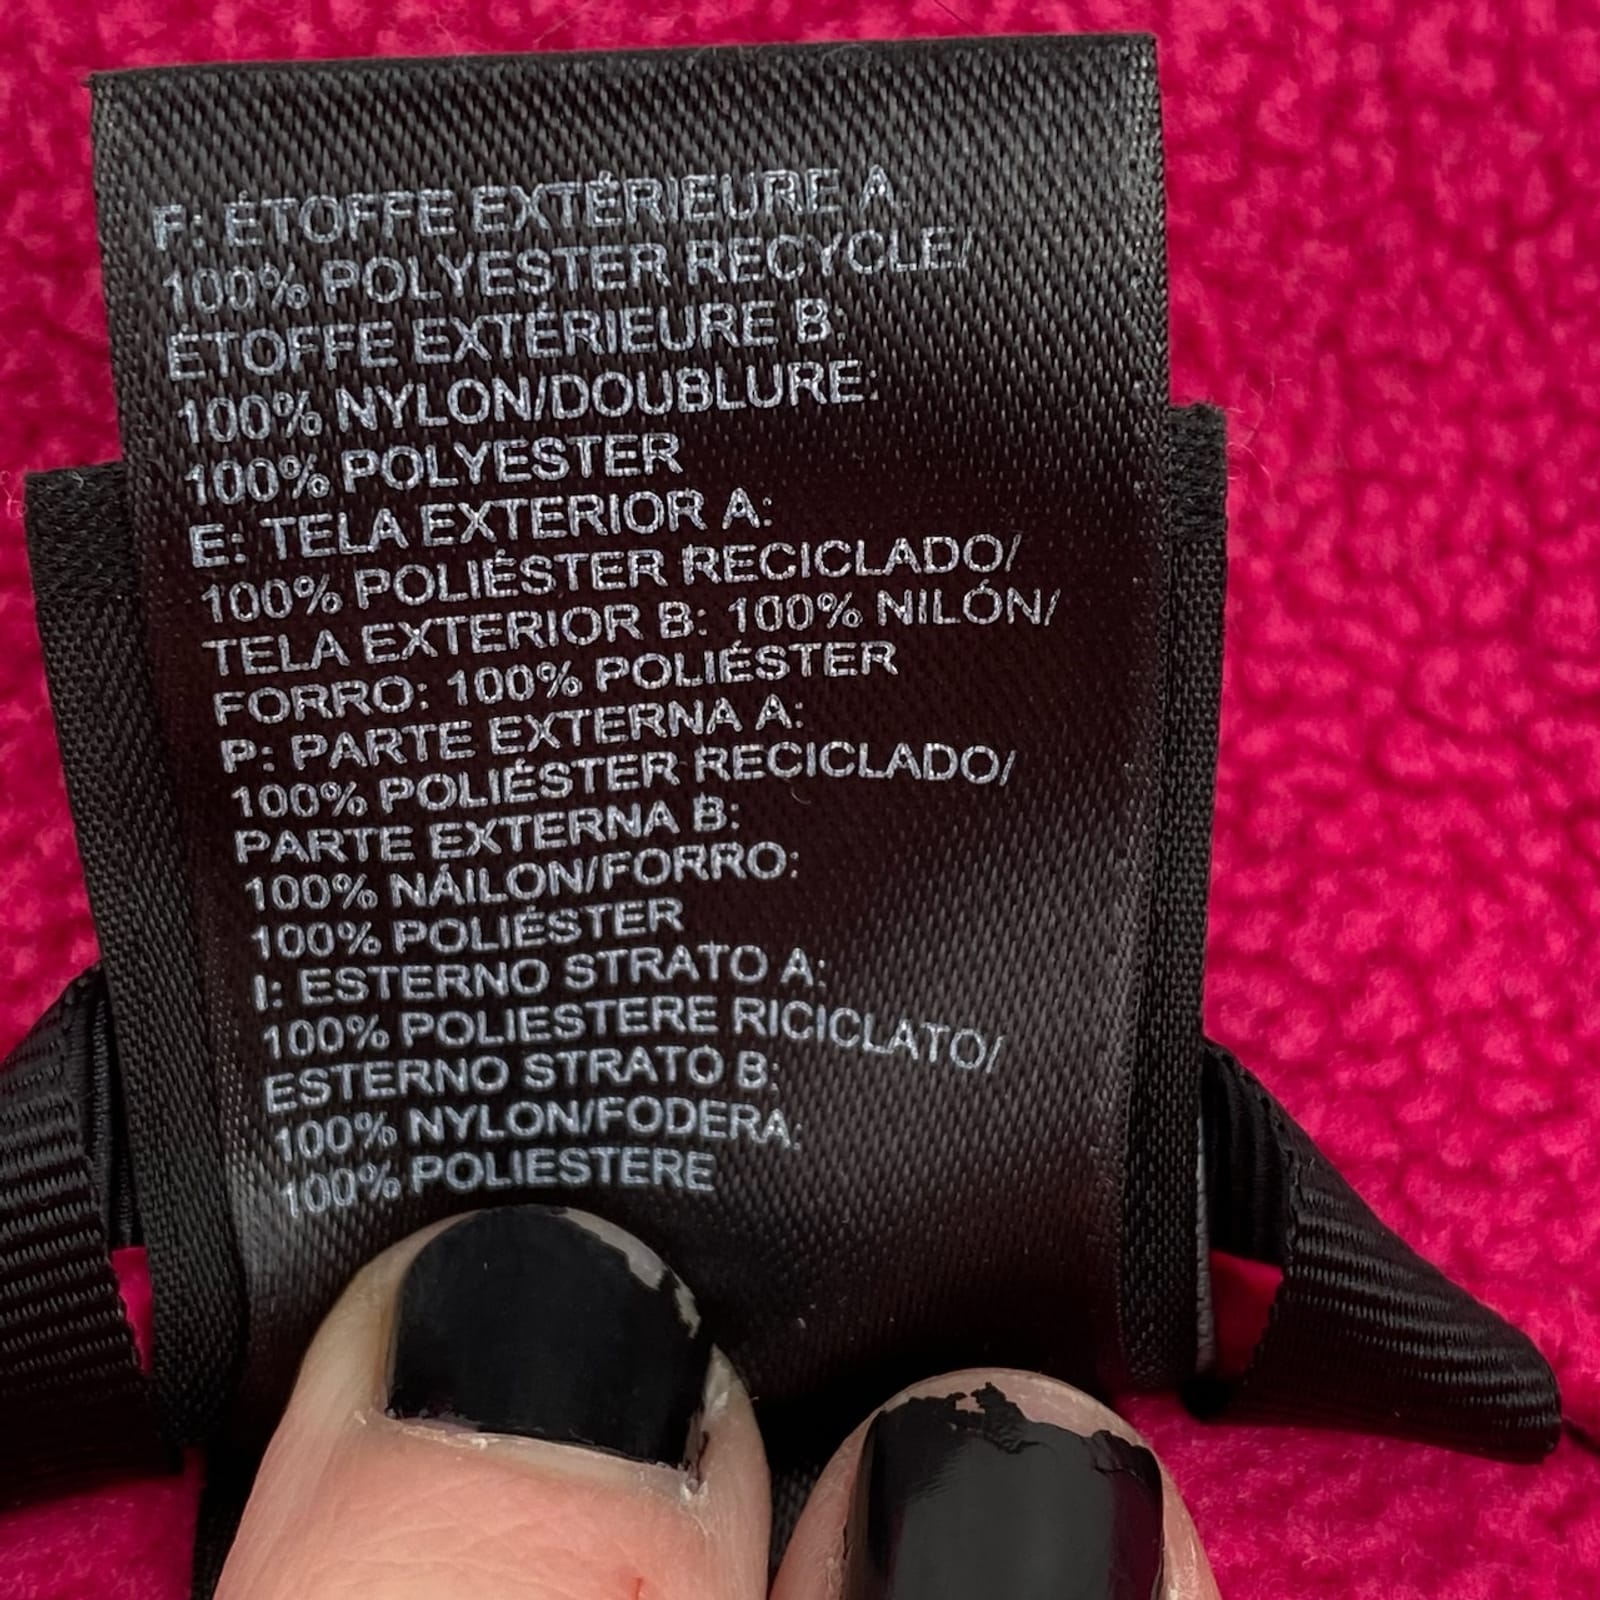 F: ÉTOFFE EXTÉRIEURE A
100% POLYESTER RECYCLE/
ÉTOFFE EXTÉRIEURE B:
100% NYLON/DOUBLURE:
100% POLYESTER
E: TELA EXTERIOR A:
100% POLIÉSTER RECICLADO/
TELA EXTERIOR B: 100% NILÓN/
FORRO: 100% POLIÉSTER
P: PARTE EXTERNA A:
100% POLIÉSTER RECICLADO/
PARTE EXTERNA B:
100% NÁILON/FORRO:
100% POLIÉSTER
I: ESTERNO STRATO A:
100% POLIESTERE RICICLATO/
ESTERNO STRATO B:
100% NYLON/FODERA:
100% POLIESTERE